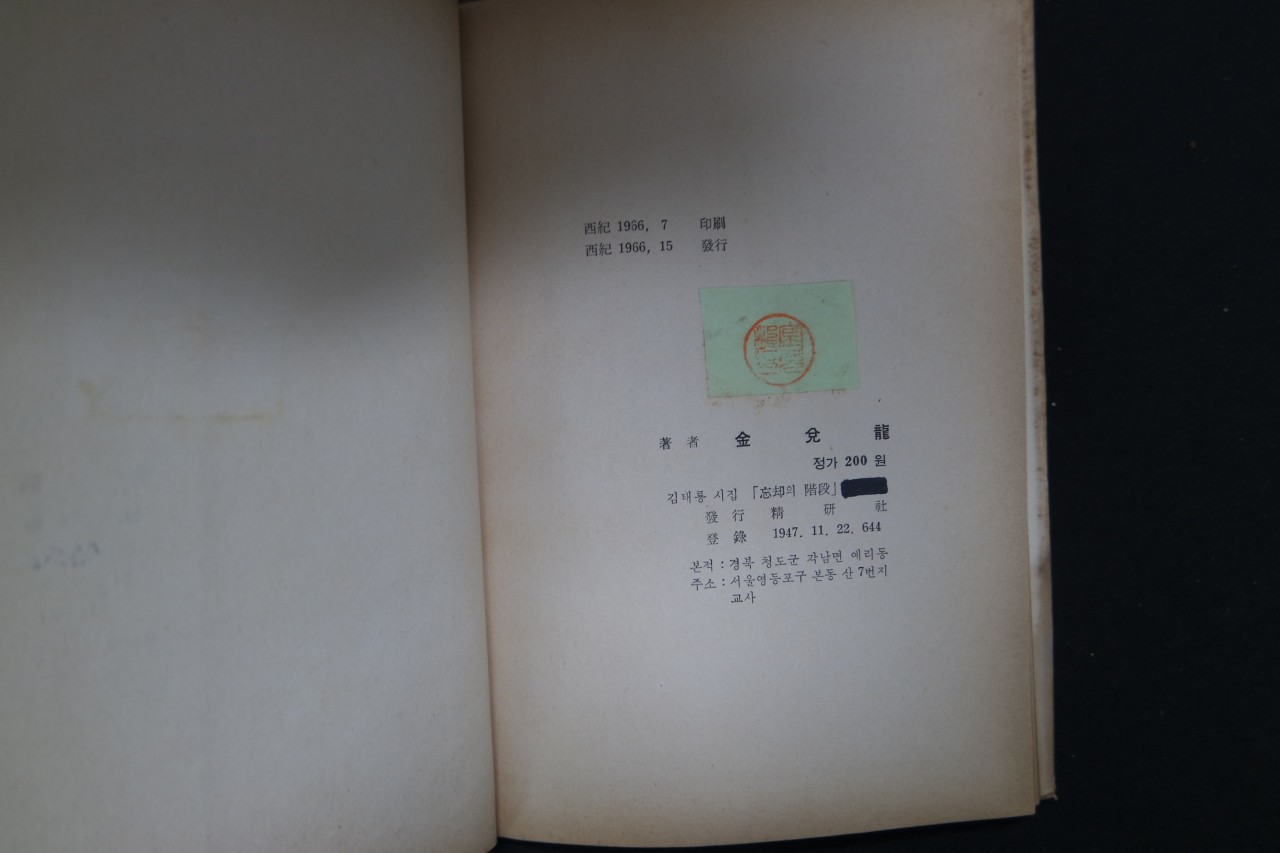 西紀 1966, 7 印刷
西紀 1966, 15 發行
著者 金兌龍
정가 200 원
김태룡 시집 「忘却의 階段」
發行 精研社
登錄 1947. 11. 22. 644
본적 : 경북 청도군 각남면 예리동
주소 : 서울영등포구 본동 산 7번지
교사